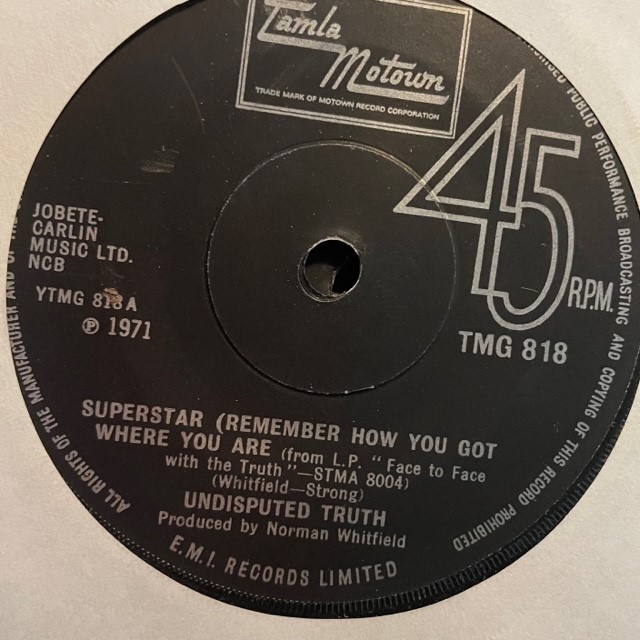 Tamla
Motown
TRADE MARK OF MOTOWN RECORD CORPORATION
45
R.P.M.
TMG 818
JOBETE-
CARLIN
MUSIC LTD.
NCB
YTMG 818A
℗ 1971
SUPERSTAR (REMEMBER HOW YOU GOT
WHERE YOU ARE (from L.P. "Face to Face
with the Truth"—STMA 8004)
(Whitfield—Strong)
UNDISPUTED TRUTH
Produced by Norman Whitfield
E.M.I. RECORDS LIMITED
ALL RIGHTS OF THE MANUFACTURER AND
PUBLIC PERFORMANCE BROADCASTING AND COPYING OF THIS RECORD PROHIBITED